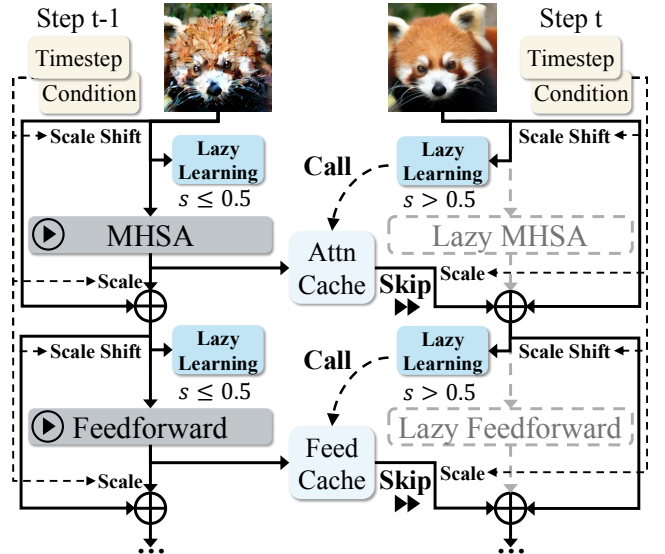 Step t-1
Step t
Timestep
Condition
Timestep
Condition
Scale Shift
Lazy
Learning
s ≤ 0.5
Call
Lazy
Learning
s > 0.5
Scale Shift
MHSA
Attn
Cache
Lazy MHSA
Scale
Skip
Scale
Scale Shift
Lazy
Learning
s ≤ 0.5
Call
Lazy
Learning
s > 0.5
Scale Shift
Feedforward
Feed
Cache
Lazy Feedforward
Scale
Skip
Scale
...
...